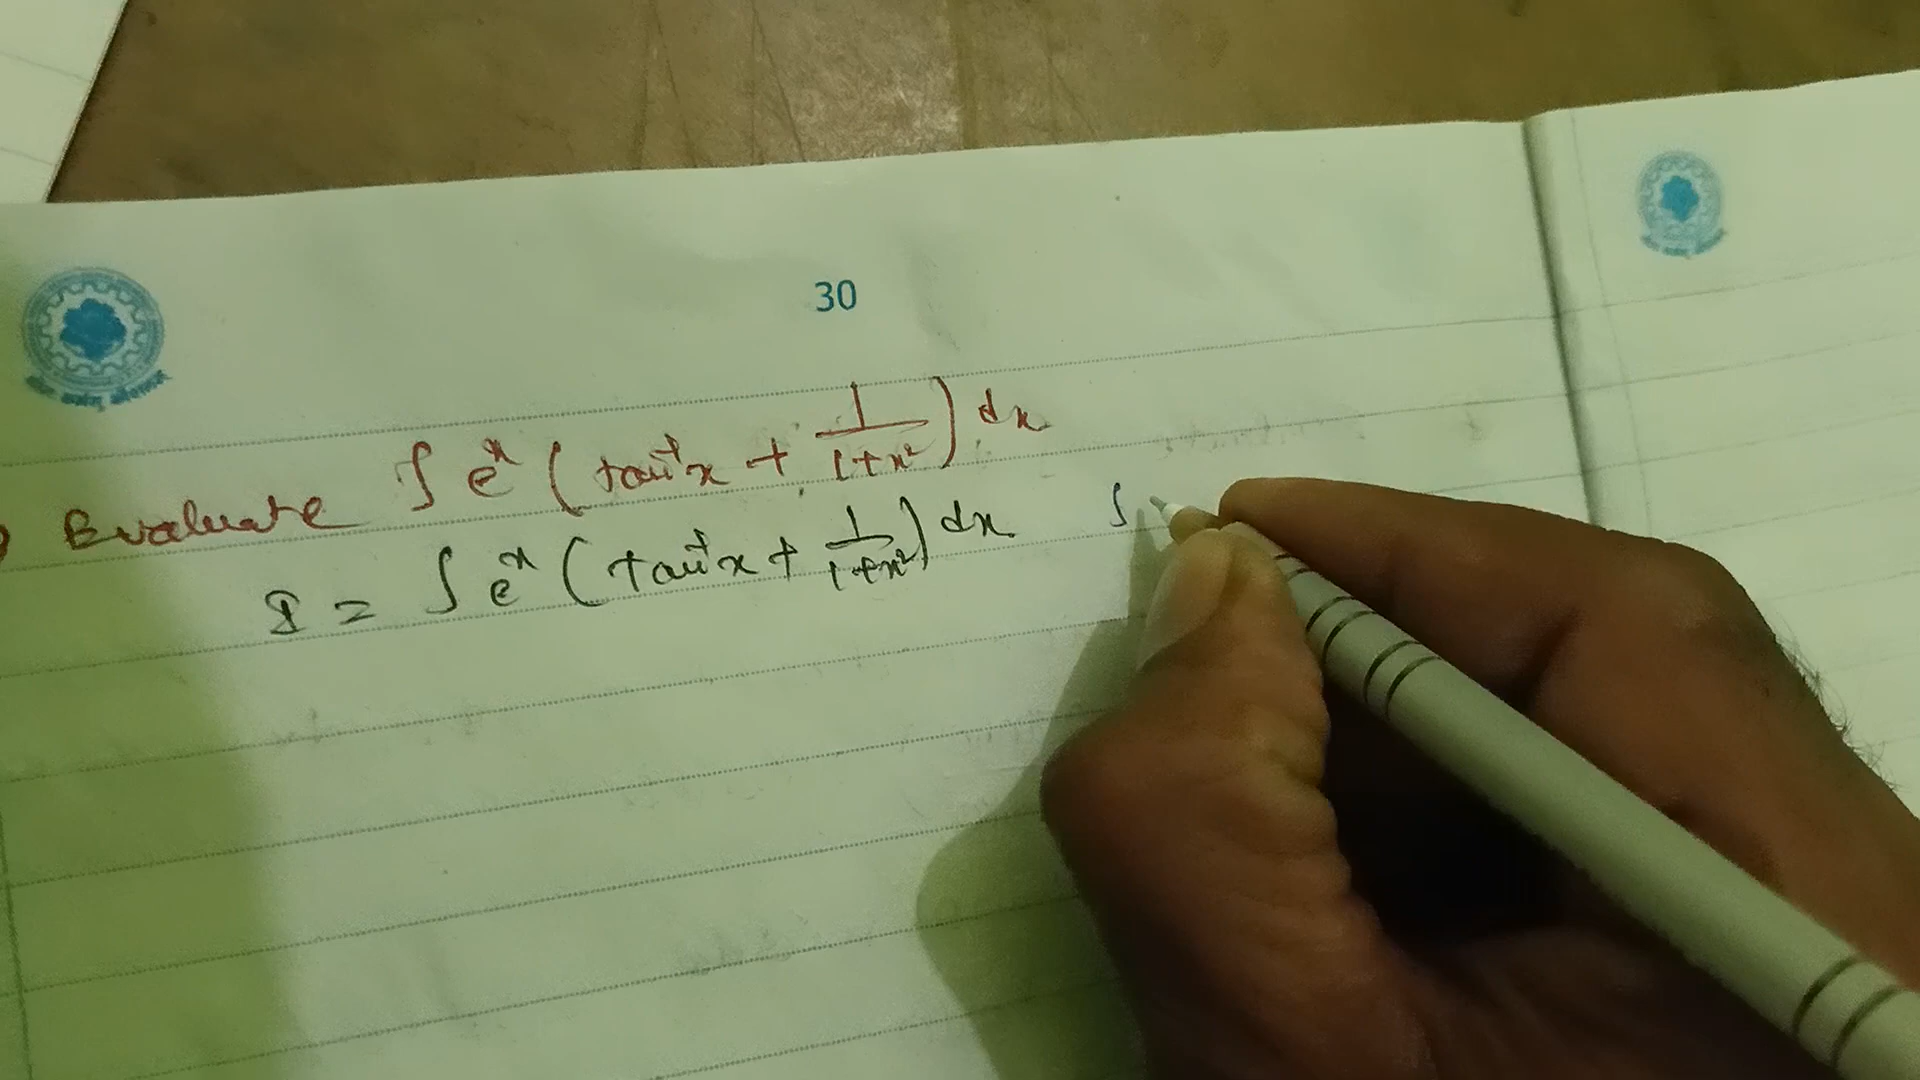 30
Evaluate ∫ eˣ (tan⁻¹x + 1/(1+x²)) dx
I = ∫ eˣ (tan⁻¹x + 1/(1+x²)) dx ∫